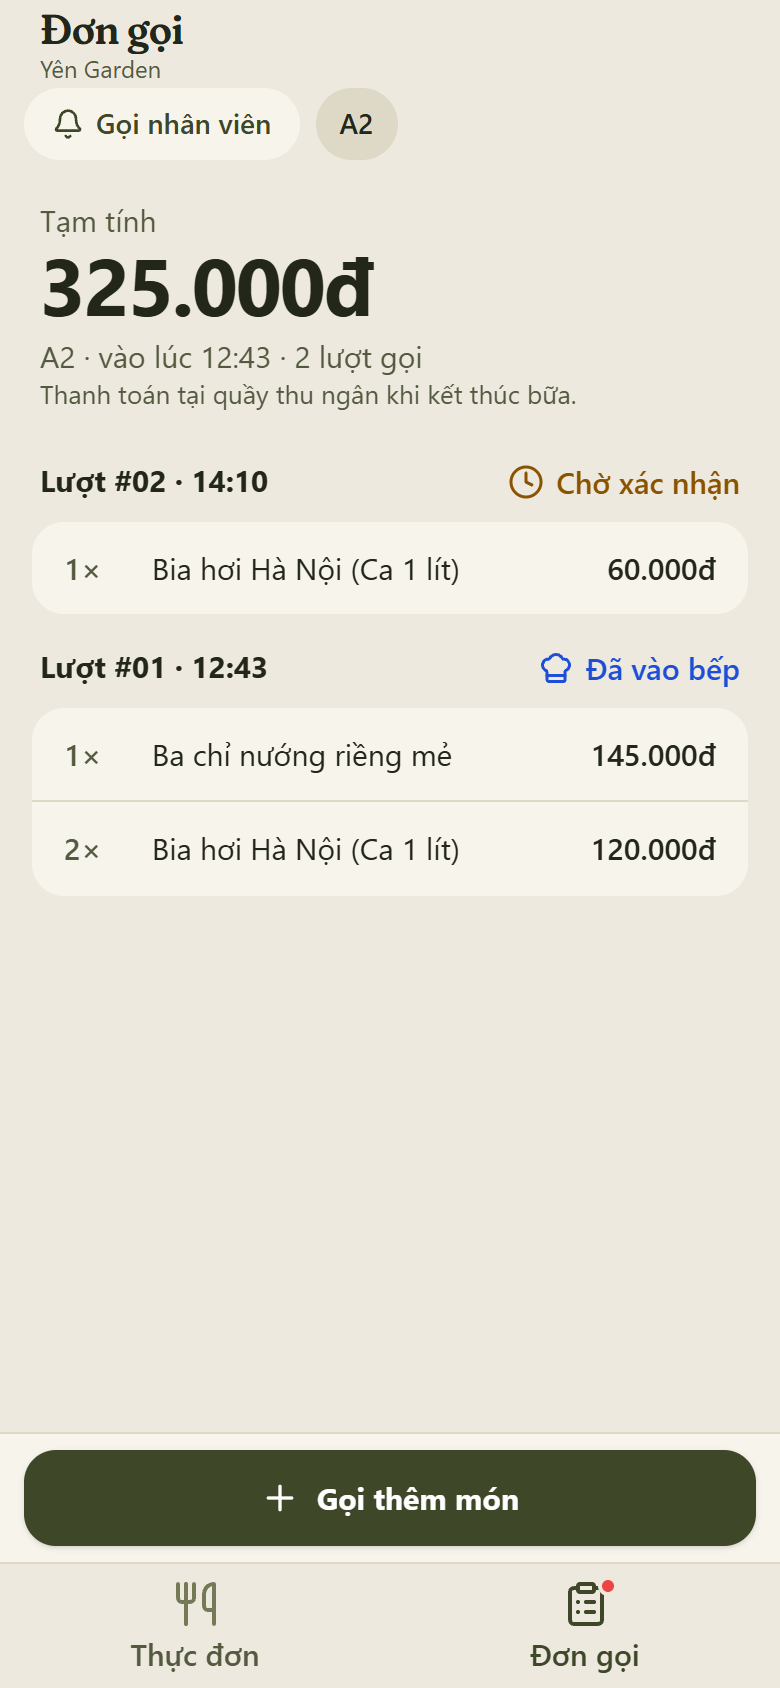 Đơn gọi
Yên Garden
Gọi nhân viên
A2
Tạm tính
325.000đ
A2 · vào lúc 12:43 · 2 lượt gọi
Thanh toán tại quầy thu ngân khi kết thúc bữa.
Lượt #02 · 14:10
Chờ xác nhận
1× Bia hơi Hà Nội (Ca 1 lít) 60.000đ
Lượt #01 · 12:43
Đã vào bếp
1× Ba chỉ nướng riềng mẻ 145.000đ
2× Bia hơi Hà Nội (Ca 1 lít) 120.000đ
Gọi thêm món
Thực đơn
Đơn gọi